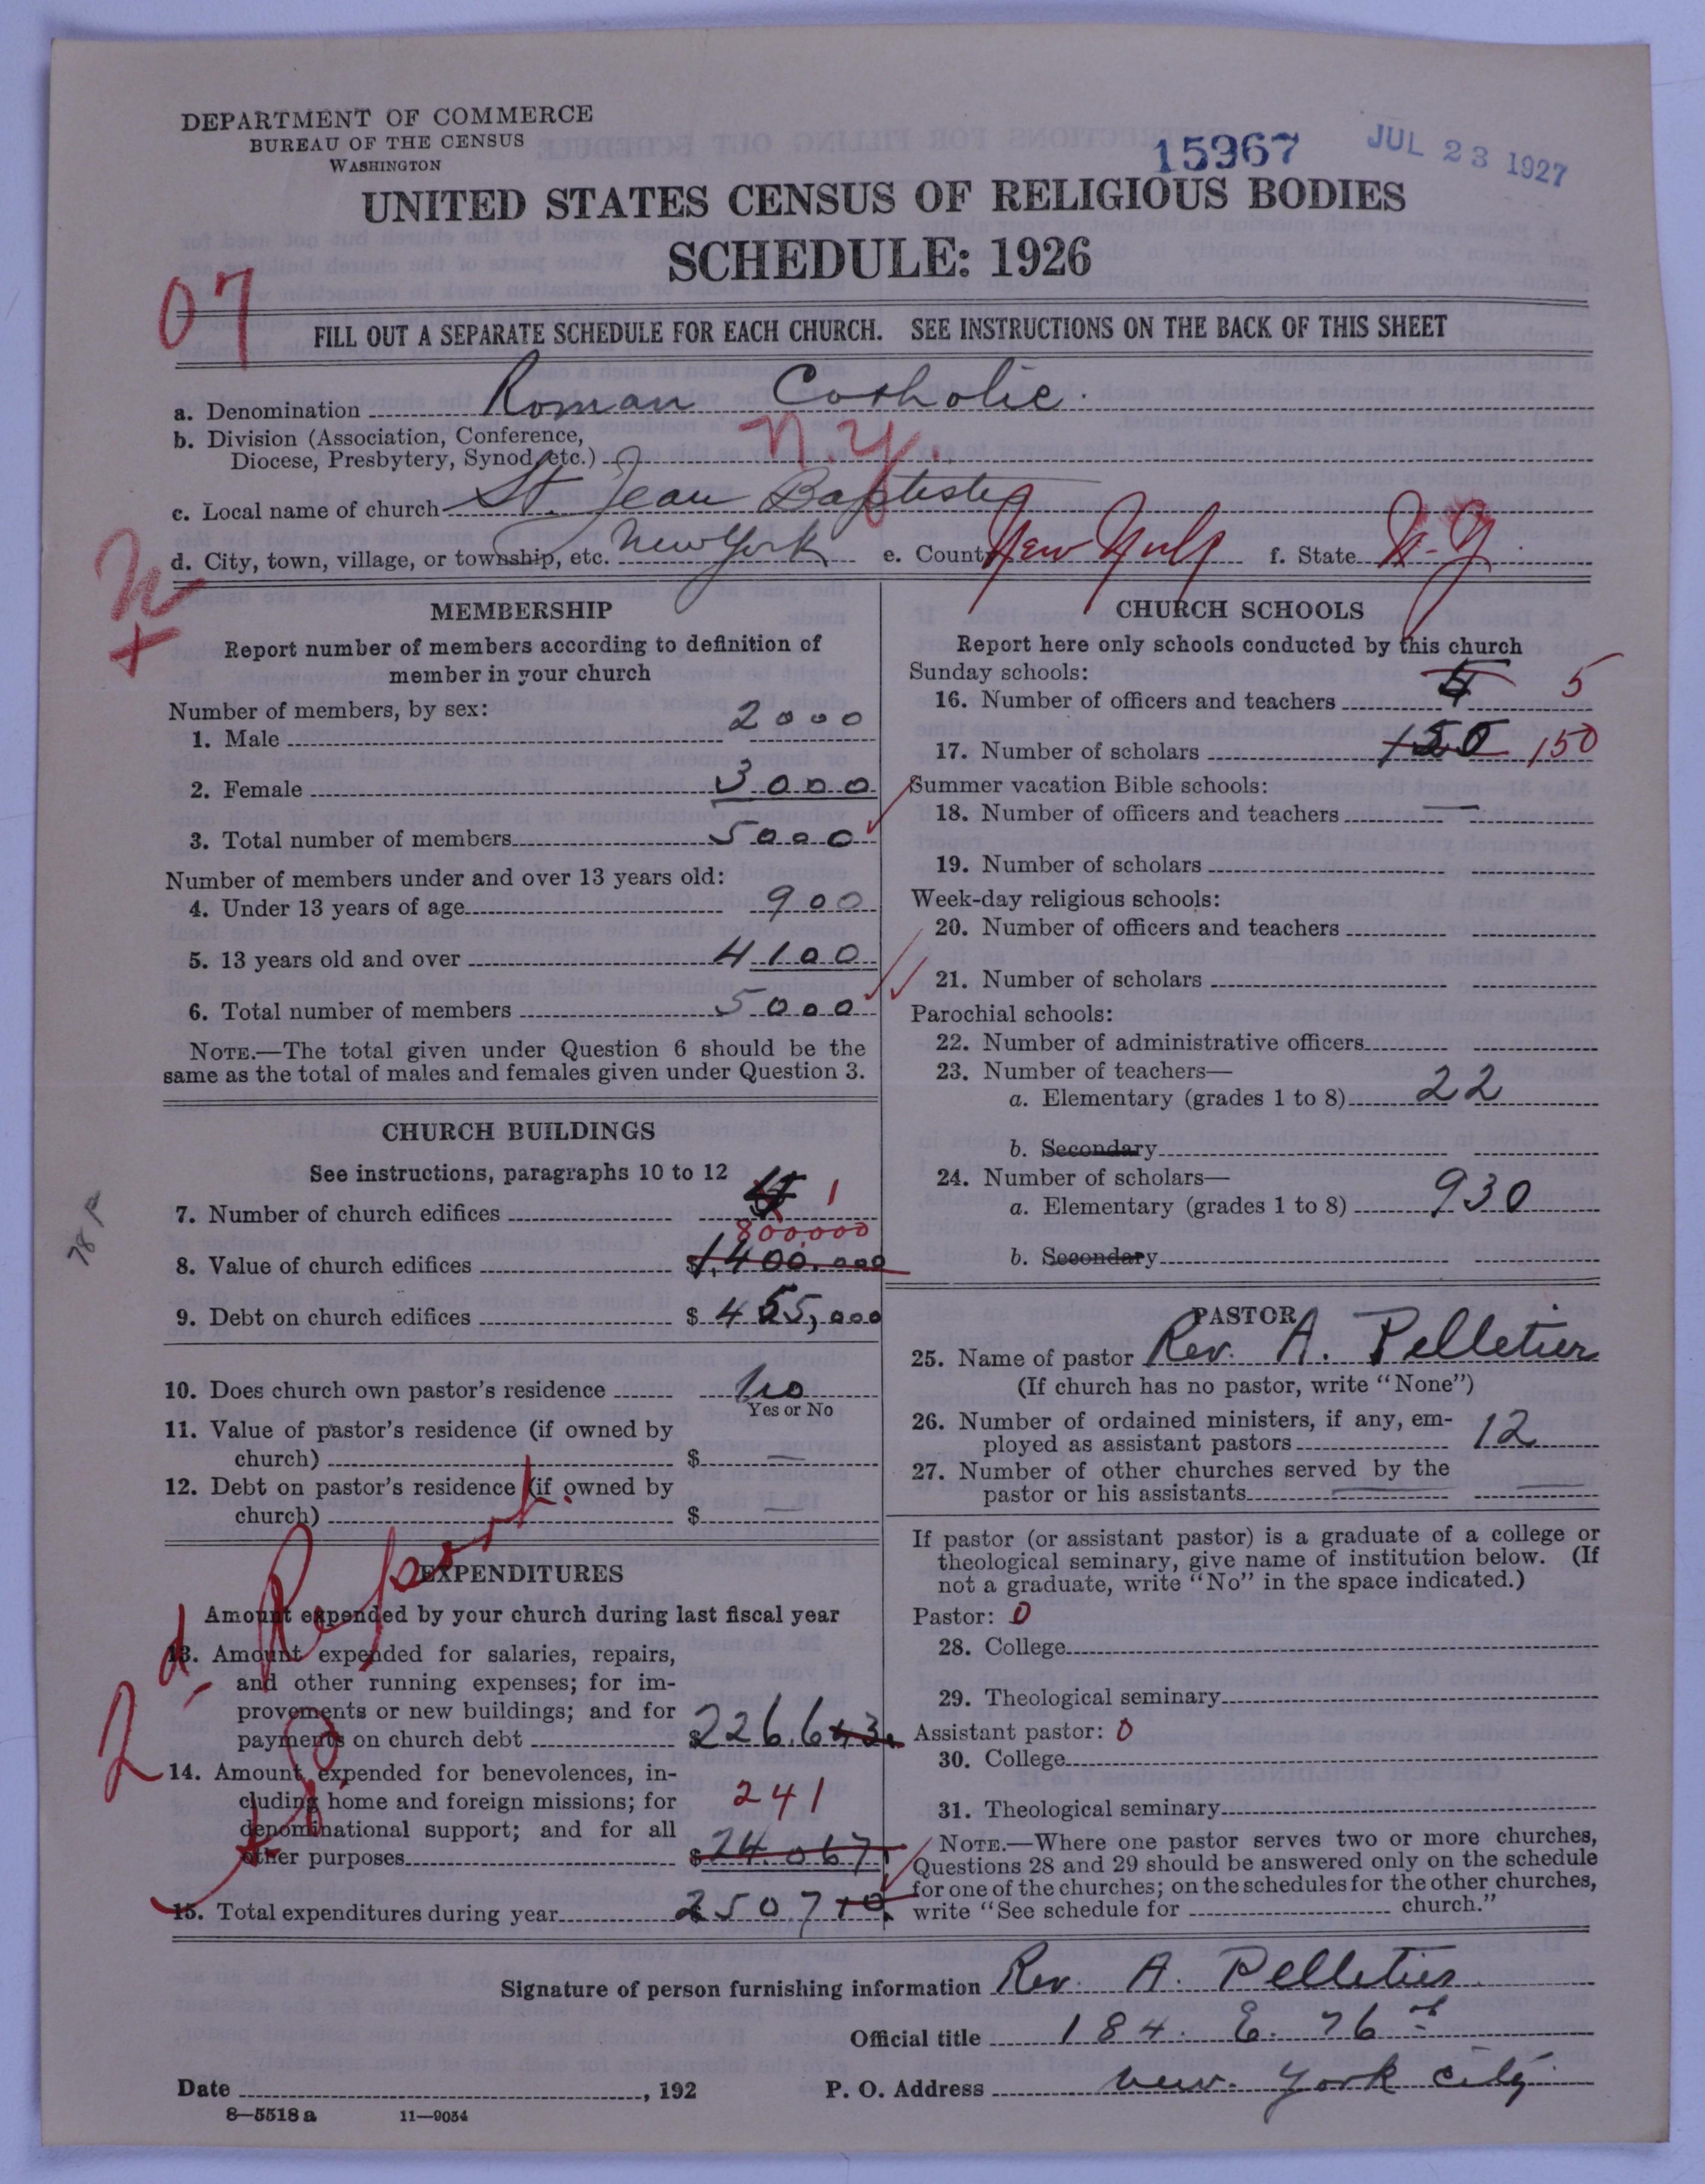 DEPARTMENT OF COMMERCE
BUREAU OF THE CENSUS
WASHINGTON
15967
JUL 23 1927
UNITED STATES CENSUS OF RELIGIOUS BODIES
SCHEDULE: 1926
07
FILL OUT A SEPARATE SCHEDULE FOR EACH CHURCH. SEE INSTRUCTIONS ON THE BACK OF THIS SHEET
a. Denomination Roman Catholic
b. Division (Association, Conference,
Diocese, Presbytery, Synod, etc.) N.Y.
c. Local name of church St. Jean Baptiste
d. City, town, village, or township, etc. New York e. County New York f. State N-Y
MEMBERSHIP
Report number of members according to definition of
member in your church
Number of members, by sex:
1. Male 2000
2. Female 3000
3. Total number of members 5000
Number of members under and over 13 years old:
4. Under 13 years of age 900
5. 13 years old and over 4100
6. Total number of members 5000
NOTE.—The total given under Question 6 should be the
same as the total of males and females given under Question 3.
CHURCH BUILDINGS
See instructions, paragraphs 10 to 12
7. Number of church edifices 1
800000
8. Value of church edifices $1,400.000
9. Debt on church edifices $455,000
10. Does church own pastor's residence No
Yes or No
11. Value of pastor's residence (if owned by
church) $ —
12. Debt on pastor's residence (if owned by
church) $ —
2d Report
EXPENDITURES
Amount expended by your church during last fiscal year
13. Amount expended for salaries, repairs,
and other running expenses; for im-
provements or new buildings; and for
payments on church debt $226643
14. Amount expended for benevolences, in-
cluding home and foreign missions; for 241
denominational support; and for all
other purposes $24.067
15. Total expenditures during year 250710
CHURCH SCHOOLS
Report here only schools conducted by this church
Sunday schools:
16. Number of officers and teachers 5
17. Number of scholars 150 150
Summer vacation Bible schools:
18. Number of officers and teachers —
19. Number of scholars
Week-day religious schools:
20. Number of officers and teachers
21. Number of scholars
Parochial schools:
22. Number of administrative officers
23. Number of teachers—
a. Elementary (grades 1 to 8) 22
b. Secondary
24. Number of scholars—
a. Elementary (grades 1 to 8) 930
b. Secondary
PASTOR
25. Name of pastor Rev. A. Pelletier
(If church has no pastor, write "None")
26. Number of ordained ministers, if any, em-
ployed as assistant pastors 12
27. Number of other churches served by the
pastor or his assistants — —
If pastor (or assistant pastor) is a graduate of a college or
theological seminary, give name of institution below. (If
not a graduate, write "No" in the space indicated.)
Pastor: 0
28. College
29. Theological seminary
Assistant pastor: 0
30. College
31. Theological seminary
NOTE.—Where one pastor serves two or more churches,
Questions 28 and 29 should be answered only on the schedule
for one of the churches; on the schedules for the other churches,
write "See schedule for church."
Signature of person furnishing information Rev. A. Pelletier
Official title 184. E. 76th
Date , 192 P. O. Address New York City
8—5518a 11—9054